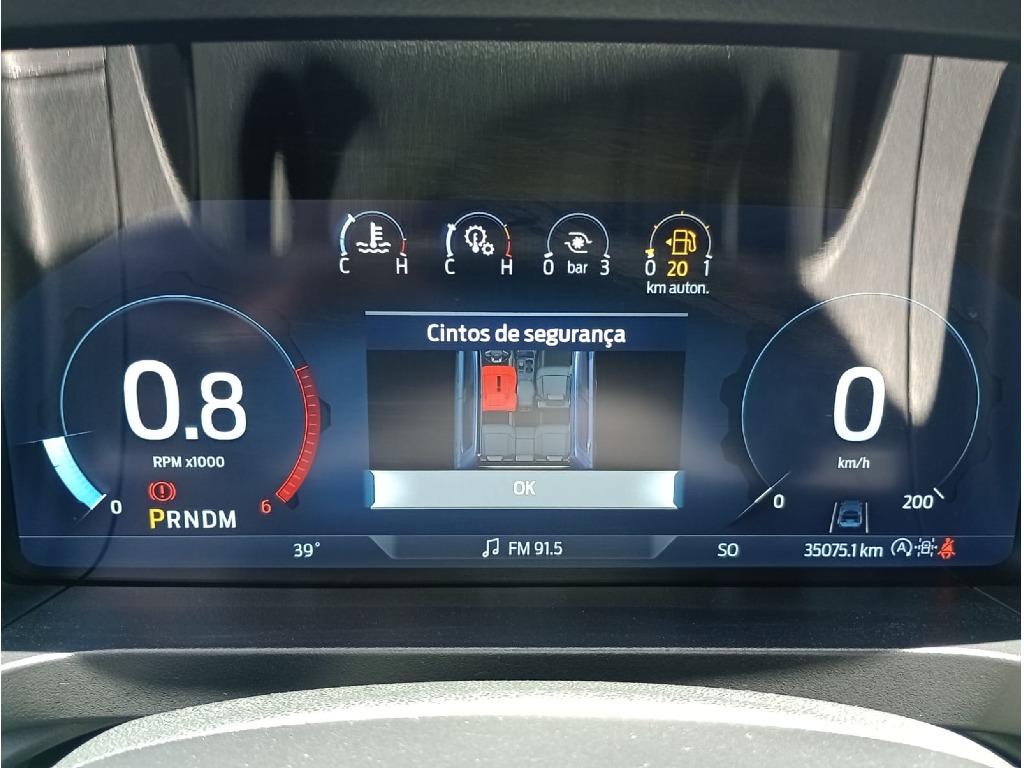 C H
C H
0 bar 3
0 20 1
km auton.
Cintos de segurança
0.8
RPM x1000
0
6
PRNDM
OK
0
km/h
0
200
39°
FM 91.5
SO
35075.1 km
A